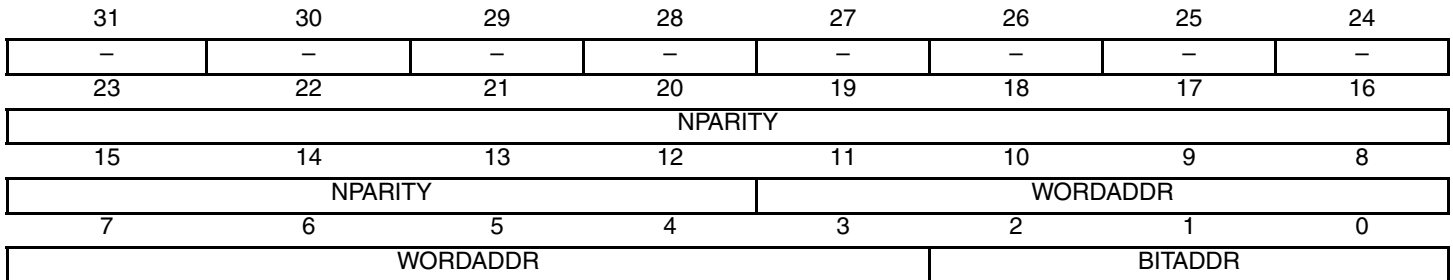 31 30 29 28 27 26 25 24
– – – – – – – –
23 22 21 20 19 18 17 16
NPARITY
15 14 13 12 11 10 9 8
NPARITY WORDADDR
7 6 5 4 3 2 1 0
WORDADDR BITADDR